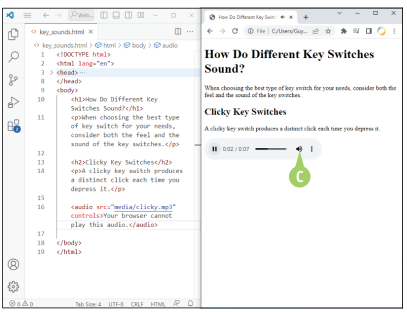 Web...
key_sounds.html
key_sounds.html > html > body > audio
1 <!DOCTYPE html>
2 <html lang="en">
3 > <head>...
8 </head>
9 <body>
10 <h1>How Do Different Key
Switches Sound?</h1>
11 <p>When choosing the best type
of key switch for your needs,
consider both the feel and the
sound of the key switches.</p>
12
13 <h2>Clicky Key Switches</h2>
14 <p>A clicky key switch produces
a distinct click each time you
depress it.</p>
15
16 <audio src="media/clicky.mp3"
controls>Your browser cannot
play this audio.</audio>
17
18 </body>
19 </html>
0 0 Tab Size: 4 UTF-8 CRLF HTML
How Do Different Key Switc
File | C:/Users/Guy...
How Do Different Key Switches
Sound?
When choosing the best type of key switch for your needs, consider both the
feel and the sound of the key switches.
Clicky Key Switches
A clicky key switch produces a distinct click each time you depress it.
0:02 / 0:07
C